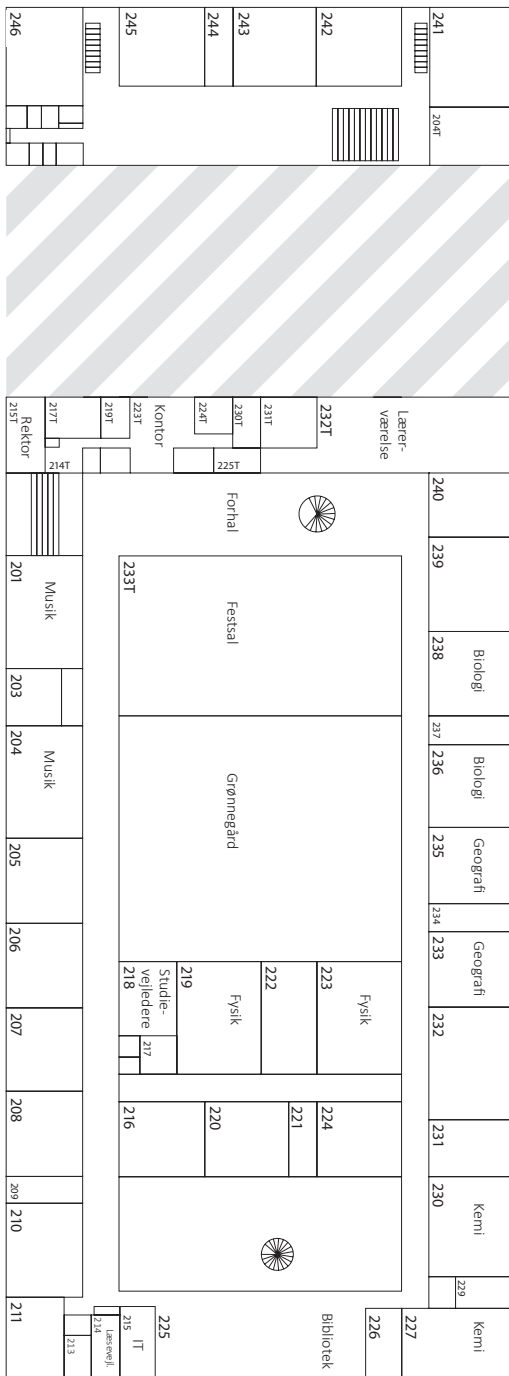 246
245
244
243
242
241
204T
Rektor
215T
217T
214T
219T
223T
Kontor
224T
230T
225T
231T
232T
Lærer-
værelse
Forhal
240
239
Musik
201
233T
Festsal
Biologi
238
203
237
Musik
204
Grønnegård
Biologi
236
205
Geografi
235
234
206
Studie-
vejledere
218
217
Fysik
219
222
Fysik
223
Geografi
233
207
232
208
216
220
221
224
231
209
210
Kemi
230
229
211
213
Læsevejl.
214
IT
215
225
Bibliotek
226
227
Kemi